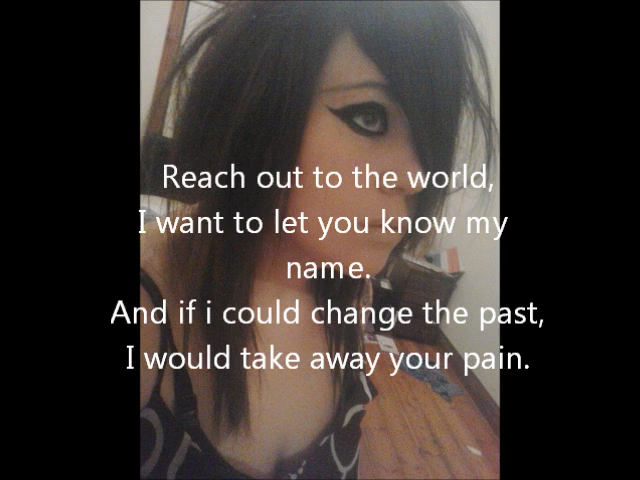 Reach out to the world,
I want to let you know my
name.
And if i could change the past,
I would take away your pain.